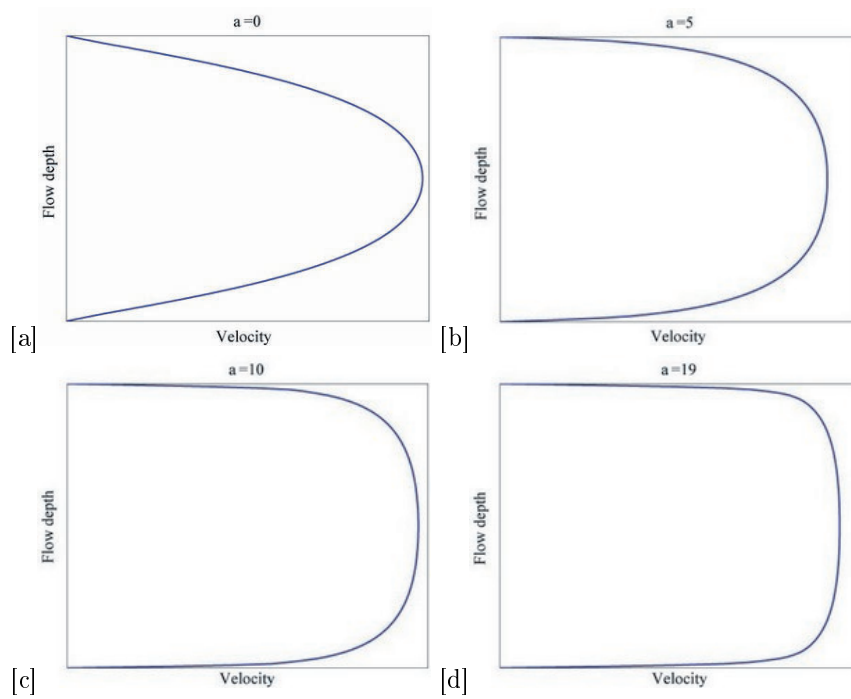 a =0
Flow depth
Velocity
[a]
a =5
Flow depth
Velocity
[b]
a =10
Flow depth
Velocity
[c]
a =19
Flow depth
Velocity
[d]